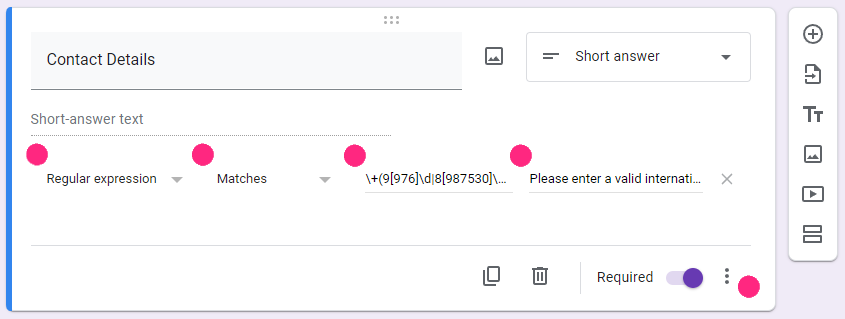 Contact Details
Short answer
Short-answer text
Regular expression
Matches
\+(9[976]\d|8[987530]\...
Please enter a valid internati...
Required